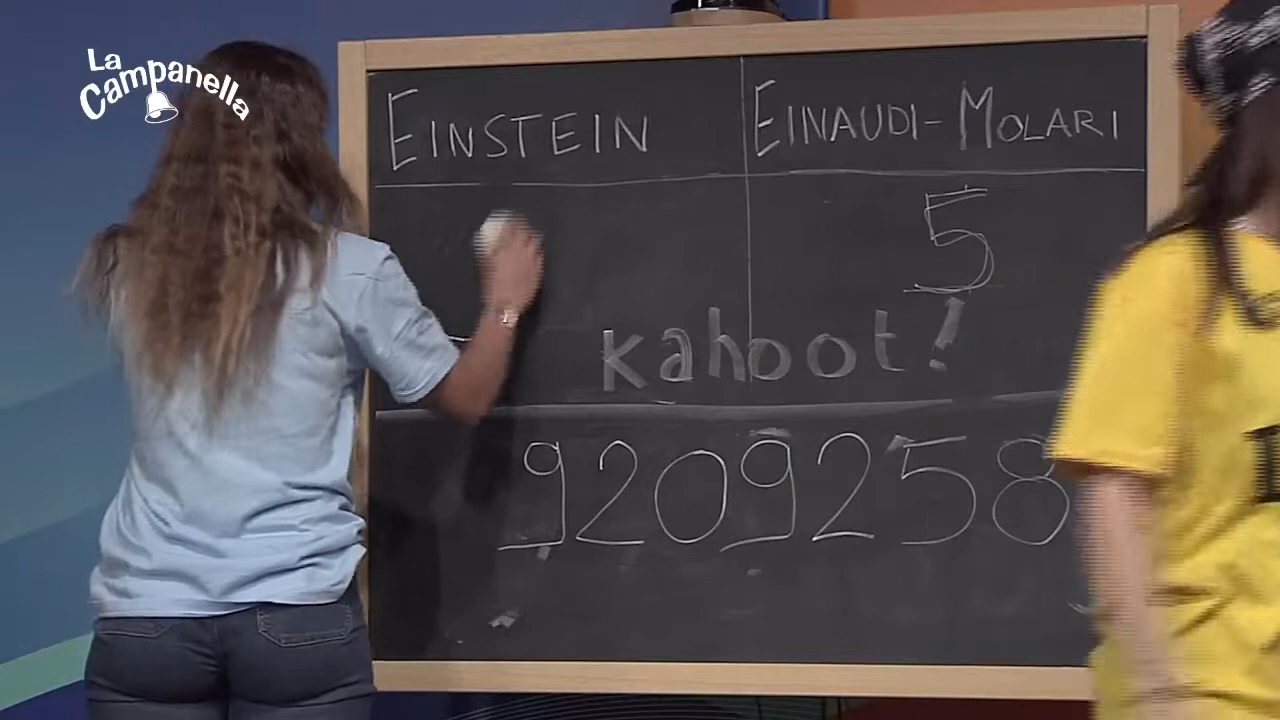 La
Campanella
EINSTEIN
EINAUDI-MOLARI
5
kahoot!
9209258